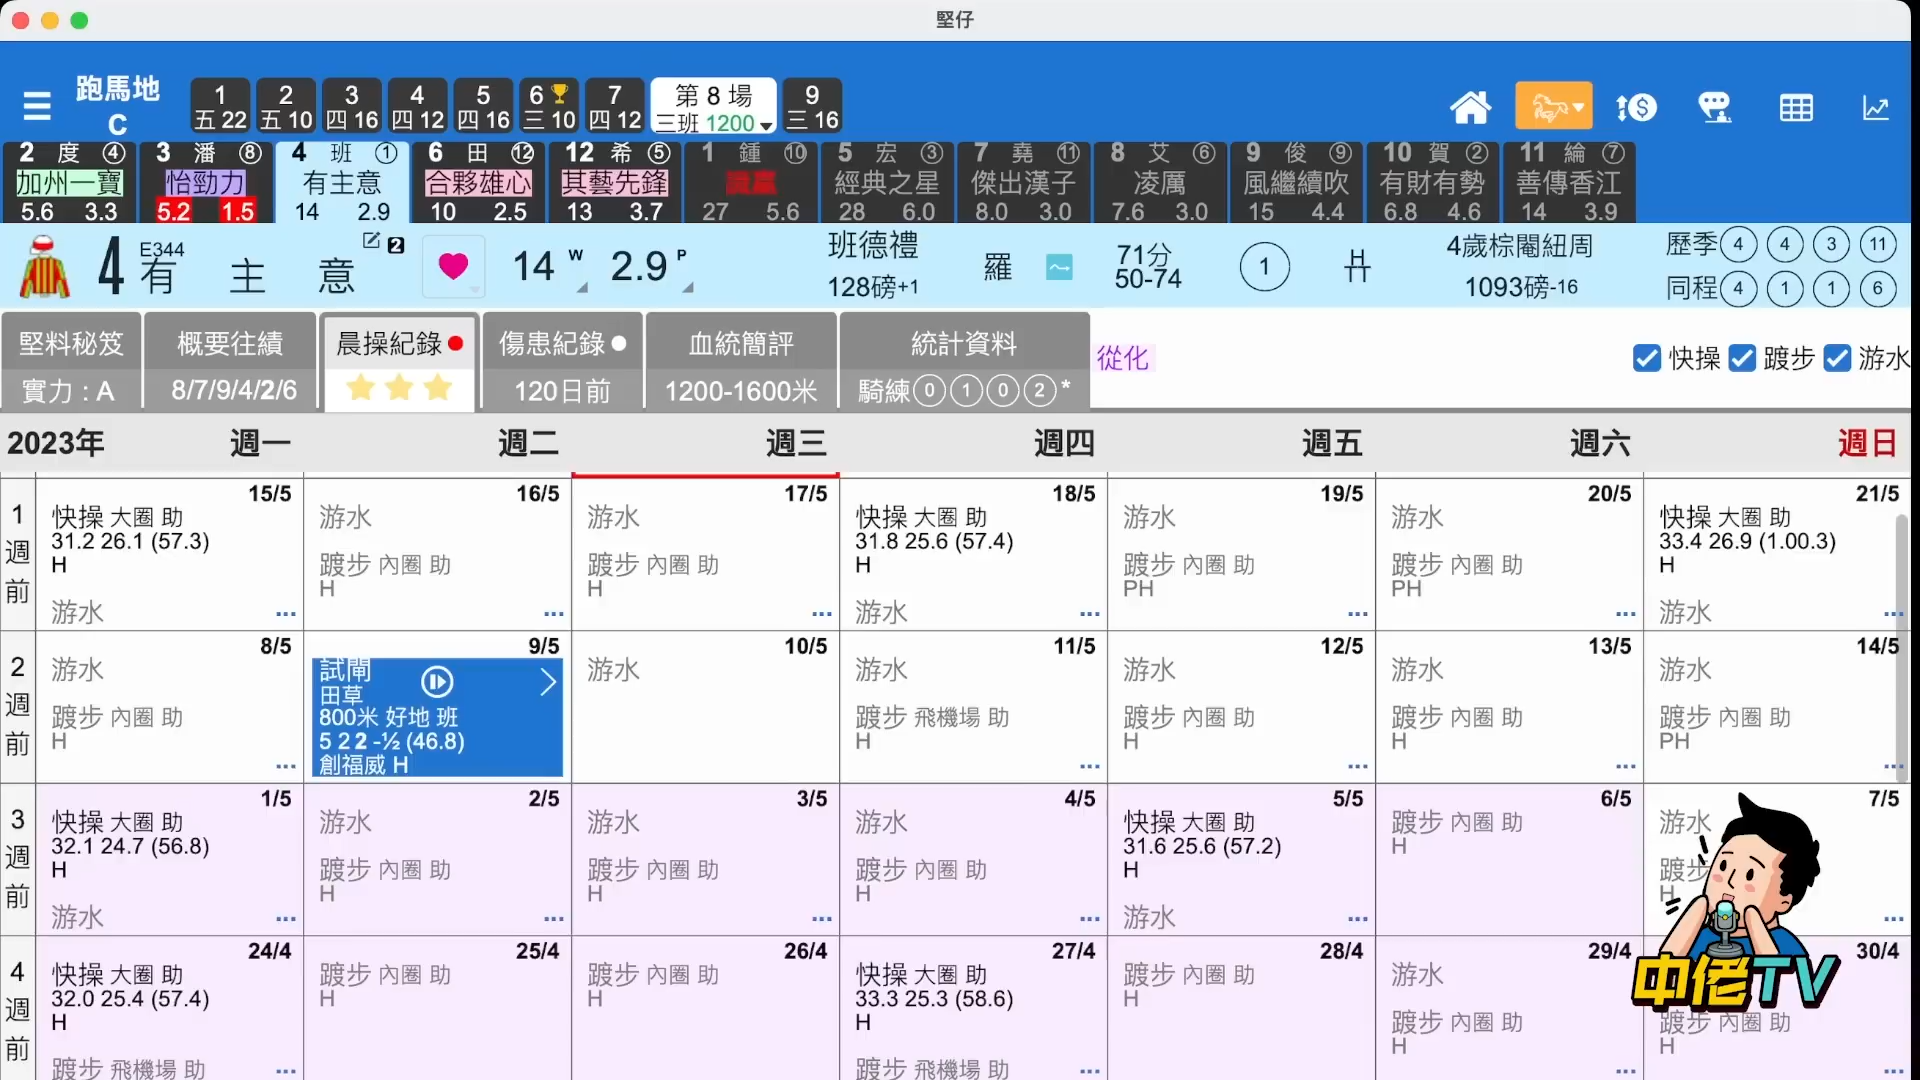 堅仔
跑馬地
C
1
五 22
2
五 10
3
四 16
4
四 12
5
四 16
6
三 10
7
四 12
第 8 場
三班 1200
9
三 16
2 度 ④
加州一寶
5.6 3.3
3 潘 ⑧
怡勁力
5.2 1.5
4 班 ①
有主意
14 2.9
6 田 ⑫
合夥雄心
10 2.5
12 希 ⑤
其藝先鋒
13 3.7
1 鍾 ⑩
27 5.6
5 宏 ③
經典之星
28 6.0
7 堯 ⑪
傑出漢子
8.0 3.0
8 艾 ⑥
凌厲
7.6 3.0
9 俊 ⑨
風繼續吹
15 4.4
10 賀 ②
有財有勢
6.8 4.6
11 綸 ⑦
善傳香江
14 3.9
4
E344
有主意
2
14 W
2.9 P
班德禮
128磅+1
羅
71分
50-74
1
4歲棕閹紐周
1093磅-16
歷季 4 4 3 11
同程 4 1 1 6
堅料秘笈
實力 : A
概要往績
8/7/9/4/2/6
晨操紀錄
傷患紀錄
120日前
血統簡評
1200-1600米
統計資料
騎練 0 1 0 2 *
從化
快操 踱步 游水
2023年 週一 週二 週三 週四 週五 週六 週日
1週前
15/5
快操 大圈 助
31.2 26.1 (57.3)
H
游水
...
16/5
游水
踱步 內圈 助
H
...
17/5
游水
踱步 內圈 助
H
...
18/5
快操 大圈 助
31.8 25.6 (57.4)
H
游水
...
19/5
游水
踱步 內圈 助
PH
...
20/5
游水
踱步 內圈 助
PH
...
21/5
快操 大圈 助
33.4 26.9 (1.00.3)
H
游水
...
2週前
8/5
游水
踱步 內圈 助
H
...
9/5
試閘
田草
800米 好地 班
5 2 2 -½ (46.8)
創福威 H
10/5
游水
11/5
游水
踱步 飛機場 助
H
...
12/5
游水
踱步 內圈 助
H
...
13/5
游水
踱步 內圈 助
H
...
14/5
游水
踱步 內圈 助
PH
...
3週前
1/5
快操 大圈 助
32.1 24.7 (56.8)
H
游水
...
2/5
游水
踱步 內圈 助
H
...
3/5
游水
踱步 內圈 助
H
...
4/5
游水
踱步 內圈 助
H
...
5/5
快操 大圈 助
31.6 25.6 (57.2)
H
游水
...
6/5
踱步 內圈 助
H
7/5
游水
踱步
H
...
4週前
24/4
快操 大圈 助
32.0 25.4 (57.4)
H
踱步 飛機場 助
...
25/4
踱步 內圈 助
H
26/4
踱步 內圈 助
H
27/4
快操 大圈 助
33.3 25.3 (58.6)
H
踱步 飛機場 助
...
28/4
踱步 內圈 助
H
29/4
游水
踱步 內圈 助
H
...
30/4
踱步 內圈 助
H
...
中佬TV